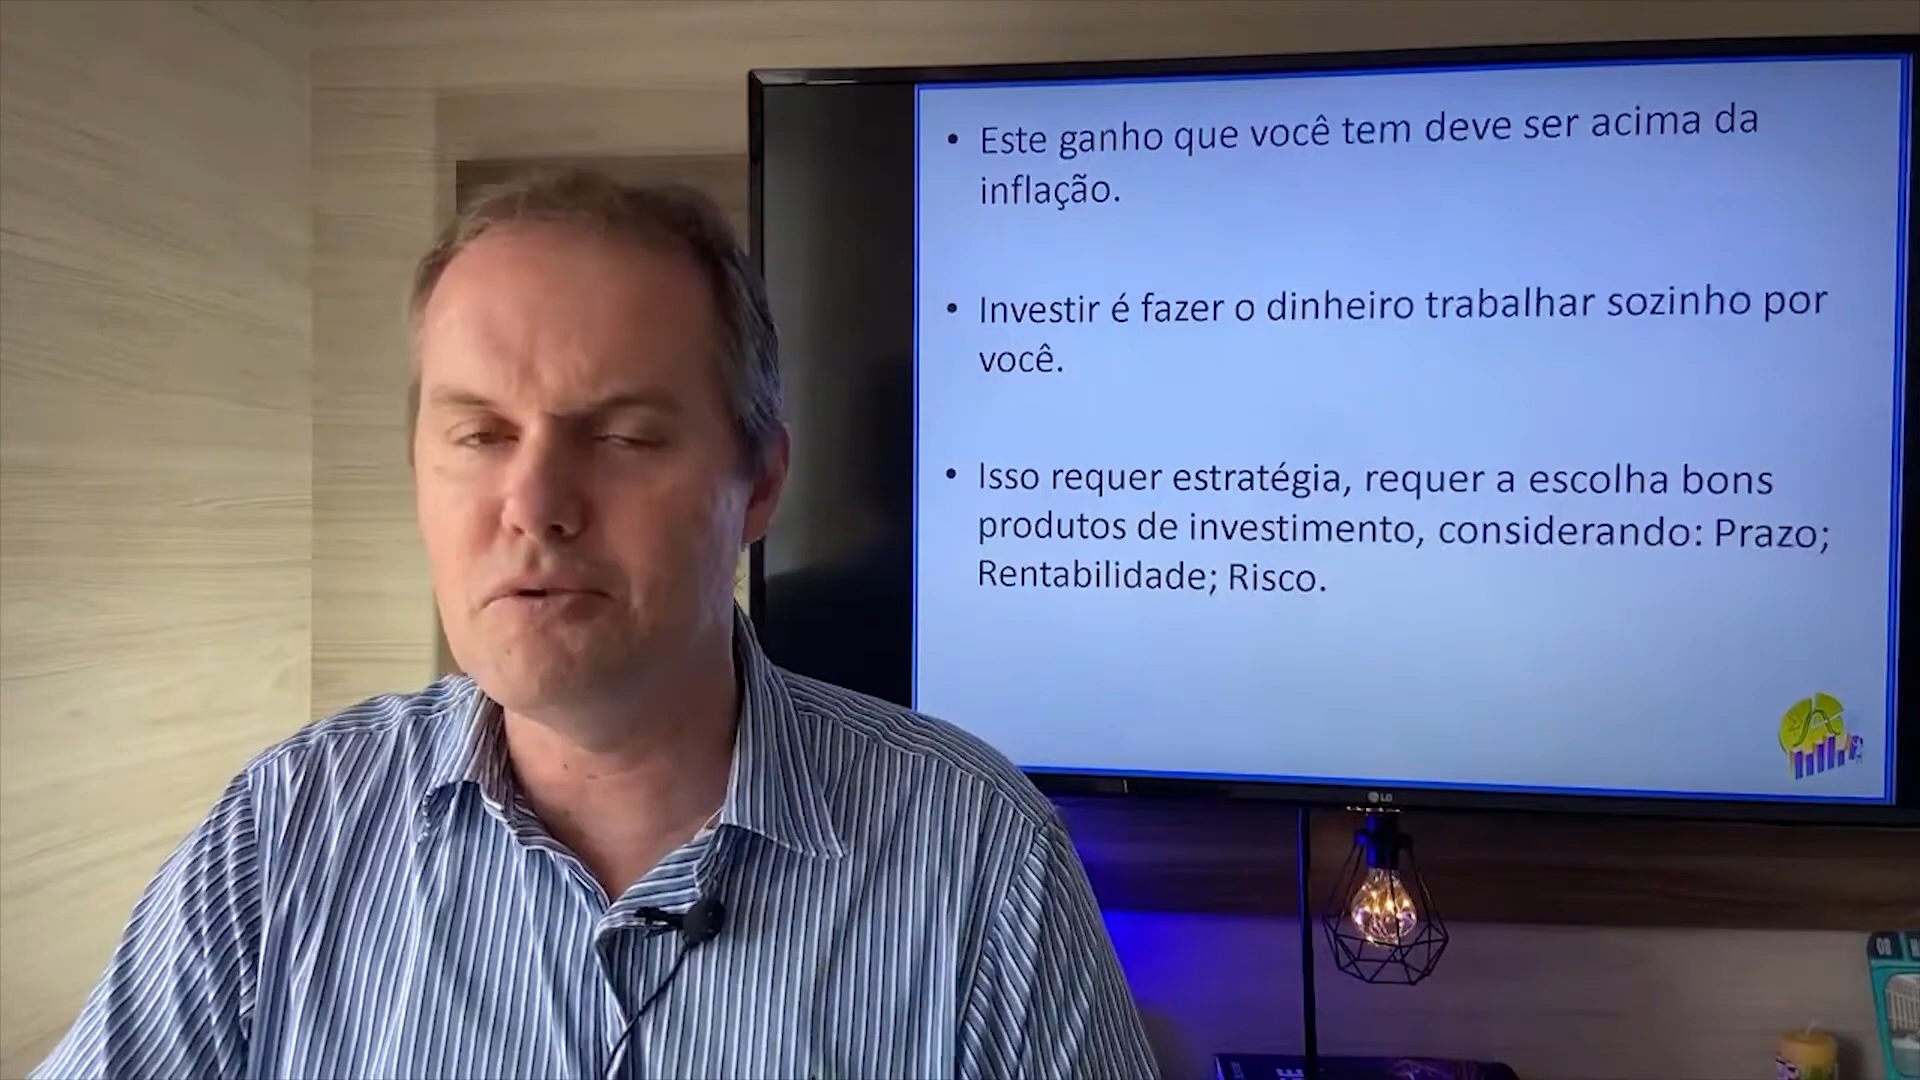 • Este ganho que você tem deve ser acima da
inflação.
• Investir é fazer o dinheiro trabalhar sozinho por
você.
• Isso requer estratégia, requer a escolha bons
produtos de investimento, considerando: Prazo;
Rentabilidade; Risco.
LG